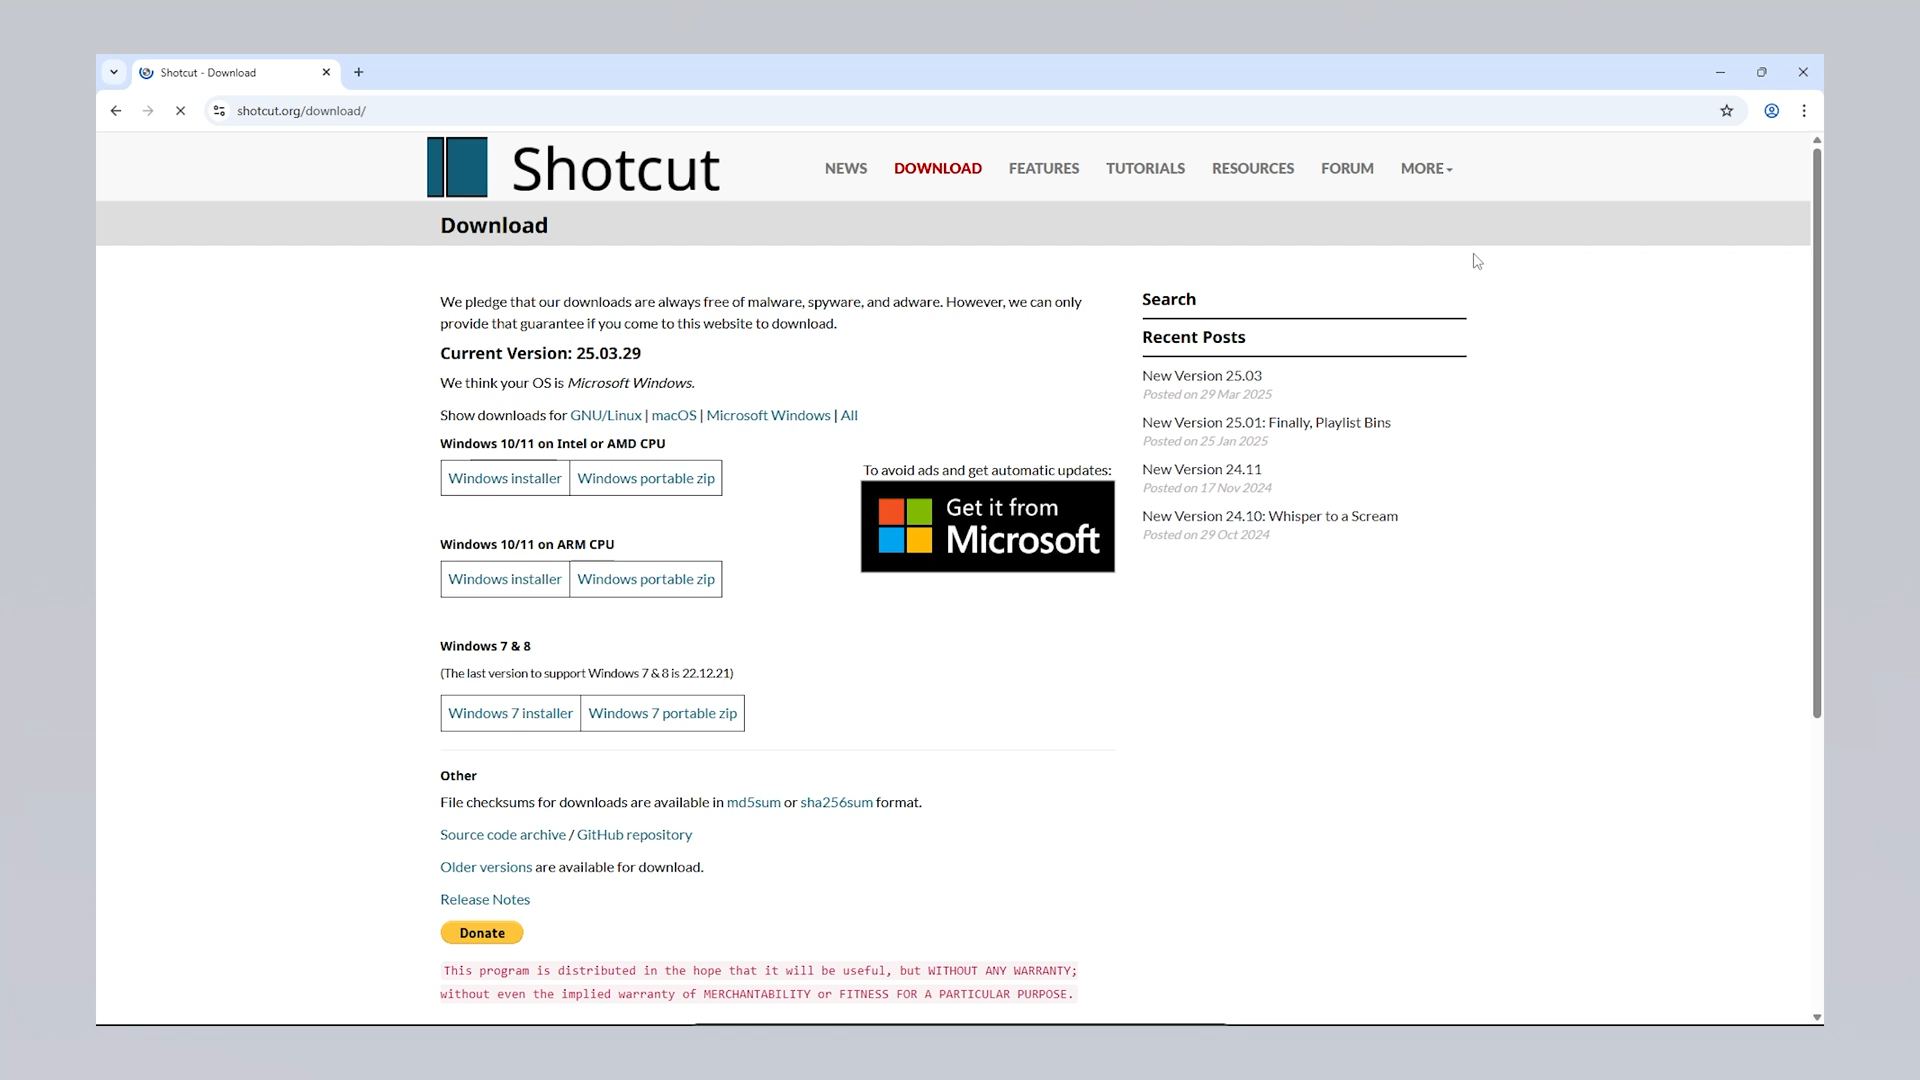 Shotcut - Download
shotcut.org/download/
Shotcut
NEWS DOWNLOAD FEATURES TUTORIALS RESOURCES FORUM MORE
Download
We pledge that our downloads are always free of malware, spyware, and adware. However, we can only
provide that guarantee if you come to this website to download.
Current Version: 25.03.29
We think your OS is Microsoft Windows.
Show downloads for GNU/Linux | macOS | Microsoft Windows | All
Windows 10/11 on Intel or AMD CPU
Windows installer Windows portable zip
To avoid ads and get automatic updates:
Get it from
Microsoft
Windows 10/11 on ARM CPU
Windows installer Windows portable zip
Windows 7 & 8
(The last version to support Windows 7 & 8 is 22.12.21)
Windows 7 installer Windows 7 portable zip
Other
File checksums for downloads are available in md5sum or sha256sum format.
Source code archive / GitHub repository
Older versions are available for download.
Release Notes
Donate
This program is distributed in the hope that it will be useful, but WITHOUT ANY WARRANTY;
without even the implied warranty of MERCHANTABILITY or FITNESS FOR A PARTICULAR PURPOSE.
Search
Recent Posts
New Version 25.03
Posted on 29 Mar 2025
New Version 25.01: Finally, Playlist Bins
Posted on 25 Jan 2025
New Version 24.11
Posted on 17 Nov 2024
New Version 24.10: Whisper to a Scream
Posted on 29 Oct 2024